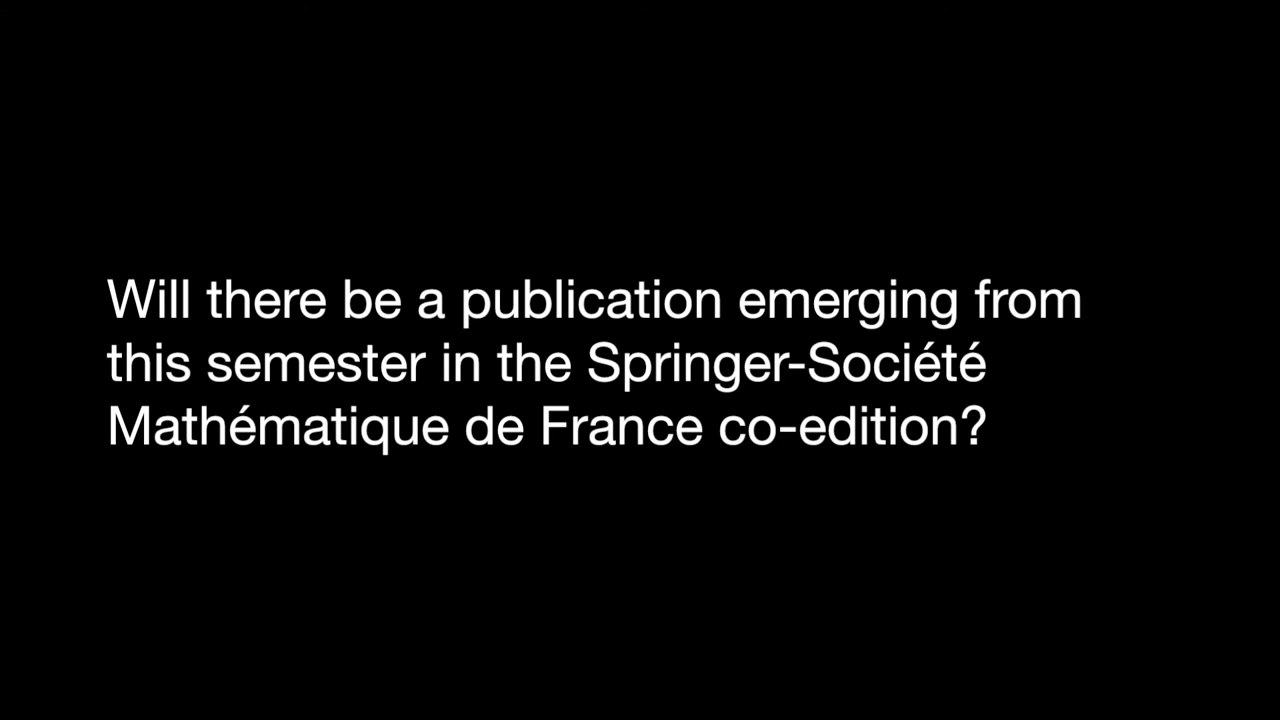 Will there be a publication emerging from
this semester in the Springer-Société
Mathématique de France co-edition?